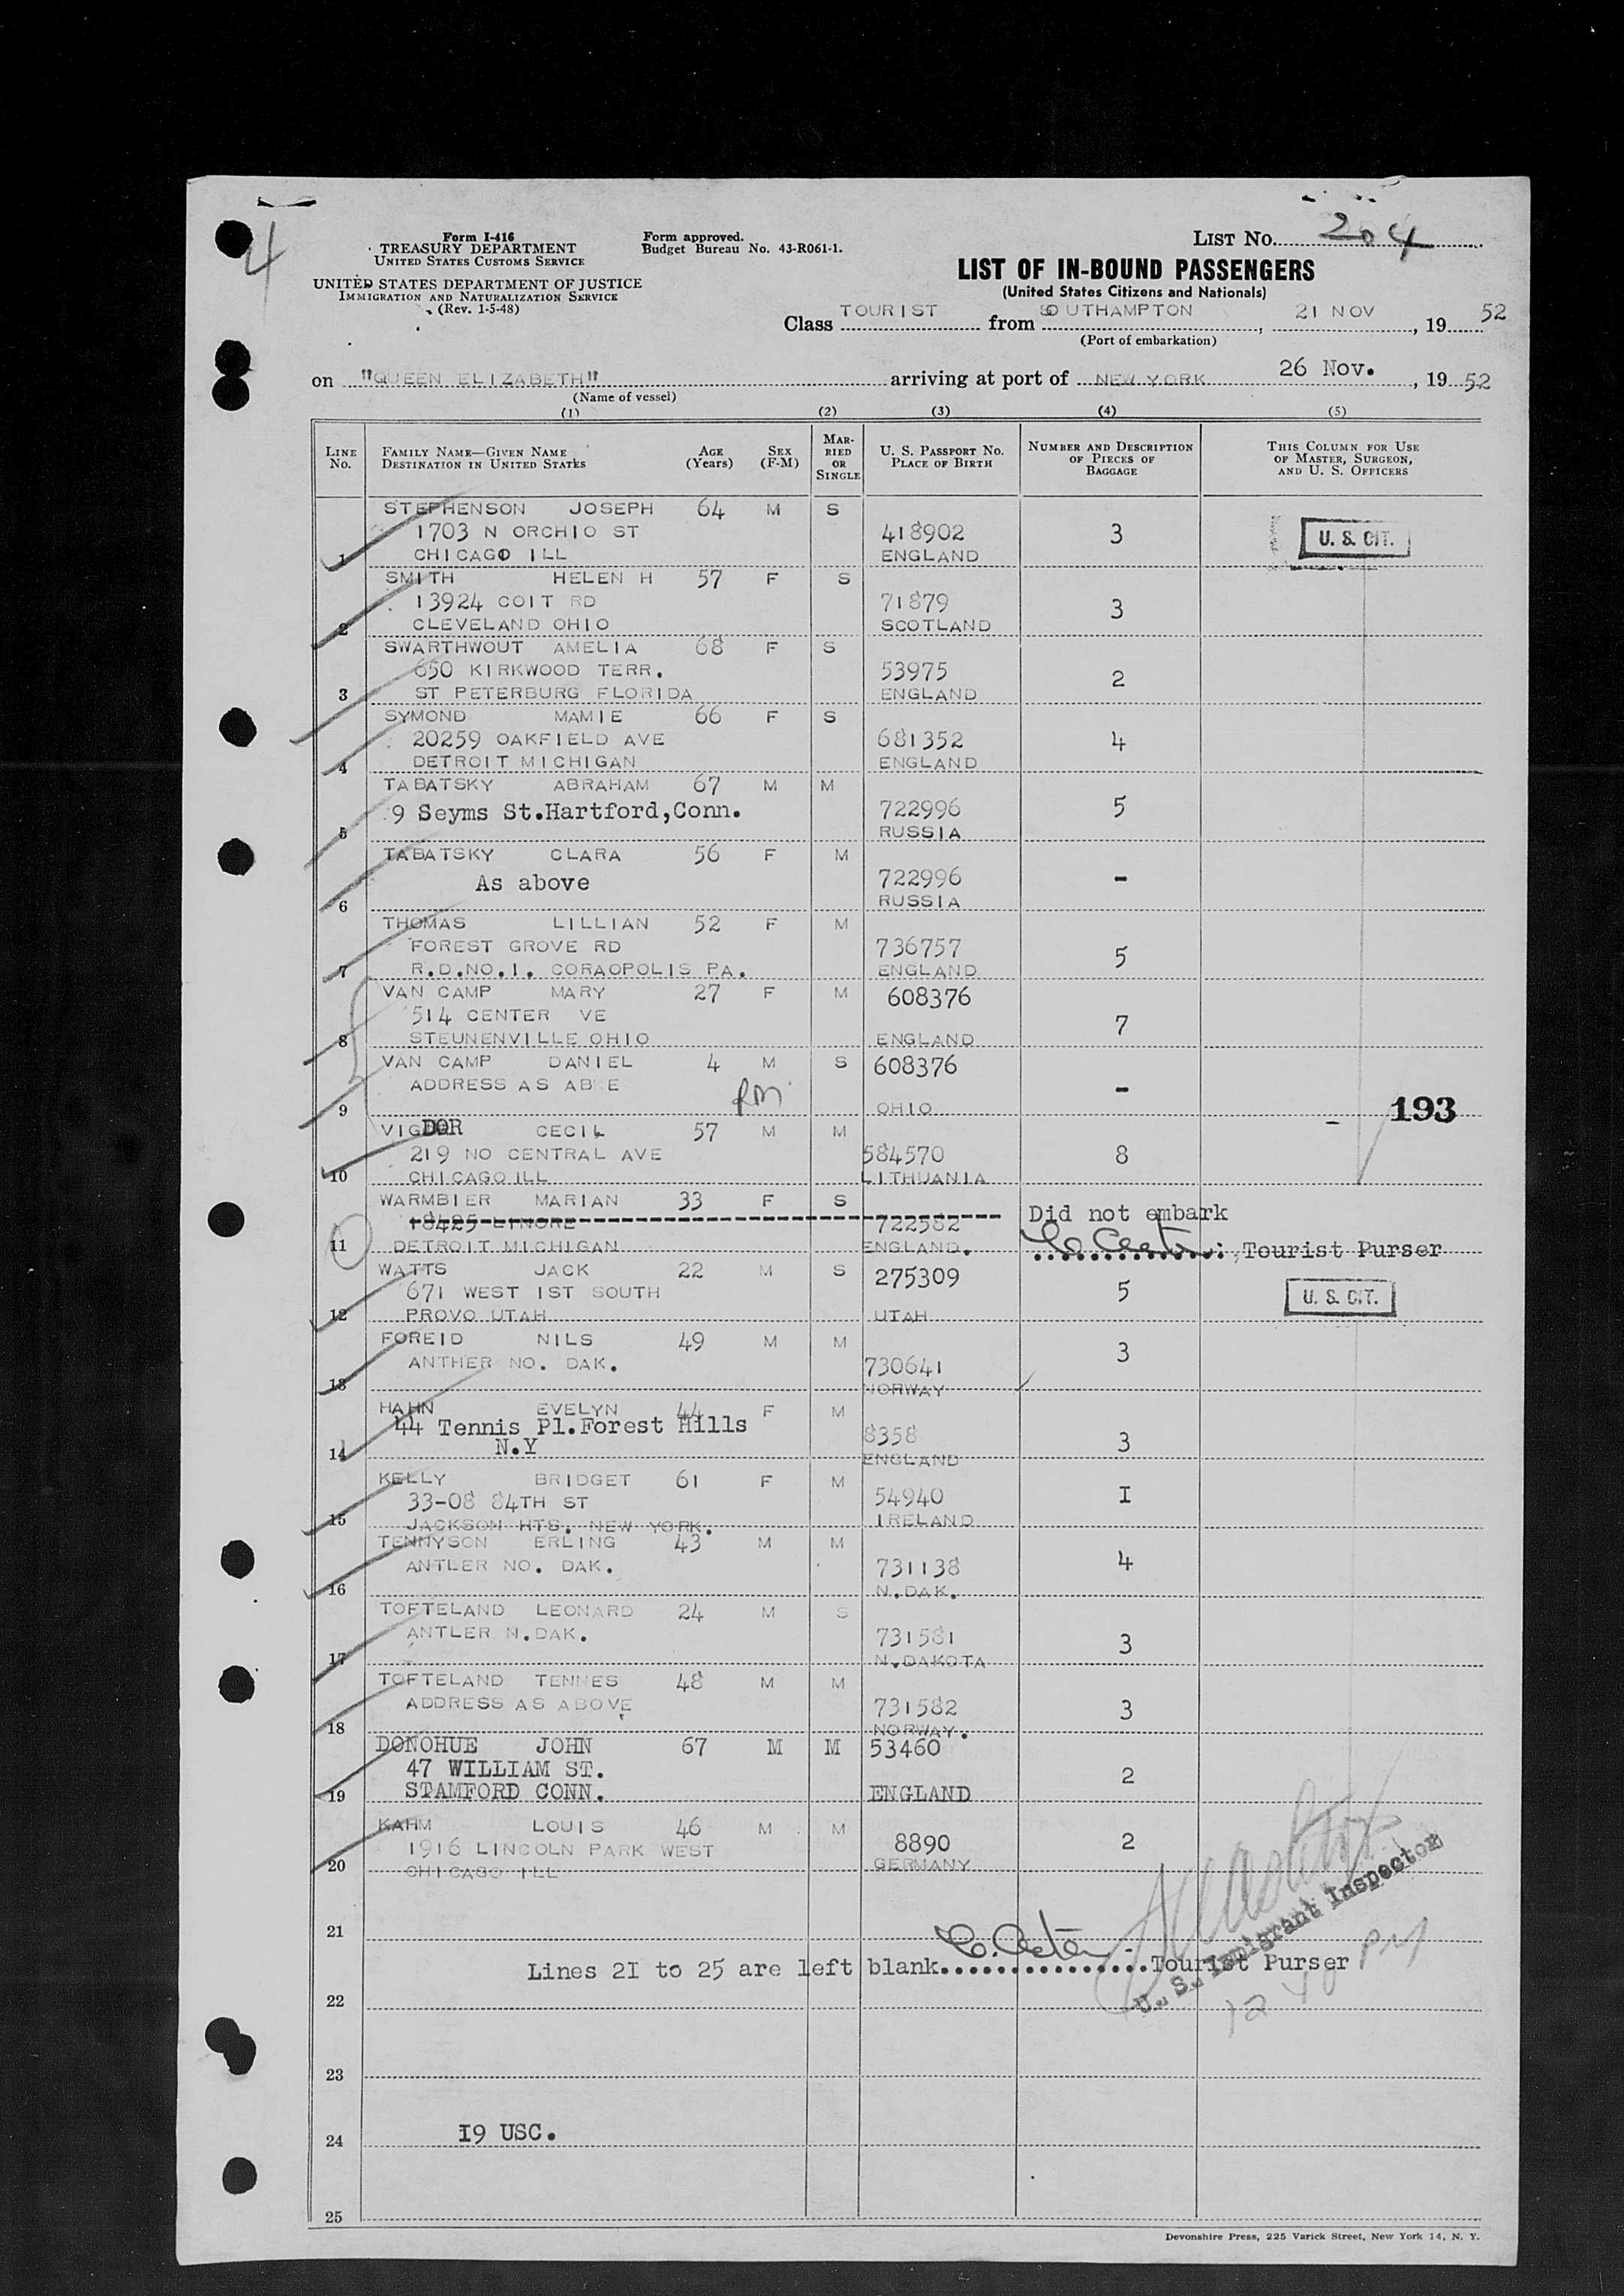 4
Form I-416
TREASURY DEPARTMENT
UNITED STATES CUSTOMS SERVICE
UNITED STATES DEPARTMENT OF JUSTICE
IMMIGRATION AND NATURALIZATION SERVICE
(Rev. 1-5-48)
Form approved.
Budget Bureau No. 43-R061-1.
LIST NO. 204
LIST OF IN-BOUND PASSENGERS
(United States Citizens and Nationals)
Class TOURIST from SOUTHAMPTON, 21 NOV, 19 52
(Port of embarkation)
on "QUEEN ELIZABETH" arriving at port of NEW YORK 26 Nov., 19 52
(Name of vessel)
(1) (2) (3) (4) (5)
LINE NO.
FAMILY NAME—GIVEN NAME
DESTINATION IN UNITED STATES
AGE (Years)
SEX (F-M)
MARRIED OR SINGLE
U. S. PASSPORT NO.
PLACE OF BIRTH
NUMBER AND DESCRIPTION OF PIECES OF BAGGAGE
THIS COLUMN FOR USE OF MASTER, SURGEON, AND U. S. OFFICERS
STEPHENSON JOSEPH 64 M S
1703 N ORCHIO ST 418902 3 U. S. CIT.
1 CHICAGO ILL ENGLAND
SMITH HELEN H 57 F S
13924 COIT RD 71879 3
2 CLEVELAND OHIO SCOTLAND
SWARTHWOUT AMELIA 68 F S
650 KIRKWOOD TERR. 53975 2
3 ST PETERBURG FLORIDA ENGLAND
SYMOND MAMIE 66 F S
20259 OAKFIELD AVE 681352 4
4 DETROIT MICHIGAN ENGLAND
TABATSKY ABRAHAM 67 M M
9 Seyms St.Hartford,Conn. 722996 5
5 RUSSIA
TABATSKY CLARA 56 F M
As above 722996 -
6 RUSSIA
THOMAS LILLIAN 52 F M
FOREST GROVE RD 736757 5
7 R.D.NO.1. CORAOPOLIS PA. ENGLAND
VAN CAMP MARY 27 F M 608376
514 CENTER VE 7
8 STEUNENVILLE OHIO ENGLAND
VAN CAMP DANIEL 4 M S 608376
ADDRESS AS AB E -
9 OHIO 193
VIGDOR CECIL 57 M M
219 NO CENTRAL AVE 584570 8
10 CHICAGO ILL LITHUANIA
WARMBIER MARIAN 33 F S
18425 LINORE 722582 Did not embark
11 DETROIT MICHIGAN ENGLAND. , Tourist Purser
WATTS JACK 22 M S 275309
671 WEST 1ST SOUTH 5 U. S. CIT.
12 PROVO UTAH UTAH
FOREID NILS 49 M M
ANTHER NO. DAK. 730641 3
13 NORWAY
HAHN EVELYN 44 F M
44 Tennis Pl.Forest Hills 8358 3
14 N.Y ENGLAND
KELLY BRIDGET 61 F M
33-08 84TH ST 54940 I
15 JACKSON HTS. NEW YORK. IRELAND
TENNYSON ERLING 43 M M
ANTLER NO. DAK. 731138 4
16 N.DAK.
TOFTELAND LEONARD 24 M S
ANTLER N.DAK. 731581 3
17 N.DAKOTA
TOFTELAND TENNES 48 M M
ADDRESS AS ABOVE 731582 3
18 NORWAY.
DONOHUE JOHN 67 M M 53460
47 WILLIAM ST. 2
19 STAMFORD CONN. ENGLAND
KAHM LOUIS 46 M M
1916 LINCOLN PARK WEST 8890 2
20 CHICAGO ILL GERMANY
U. S. Immigrant Inspector
21
Lines 2I to 25 are left blank................Tourist Purser
12 40 PM
22
23
24 I9 USC.
25
Devonshire Press, 225 Varick Street, New York 14, N. Y.